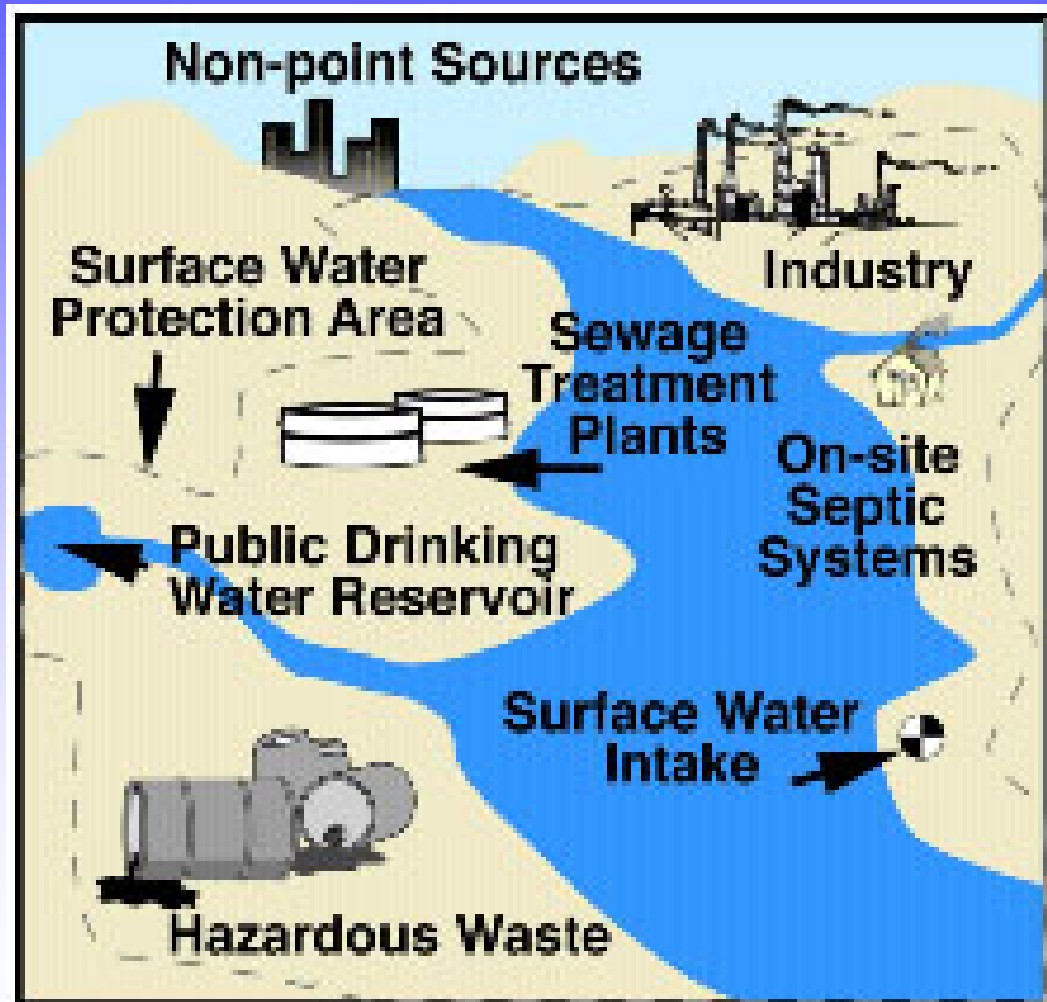 Non-point Sources
Industry
Surface Water
Protection Area
Sewage
Treatment
Plants
On-site
Septic
Systems
Public Drinking
Water Reservoir
Surface Water
Intake
Hazardous Waste